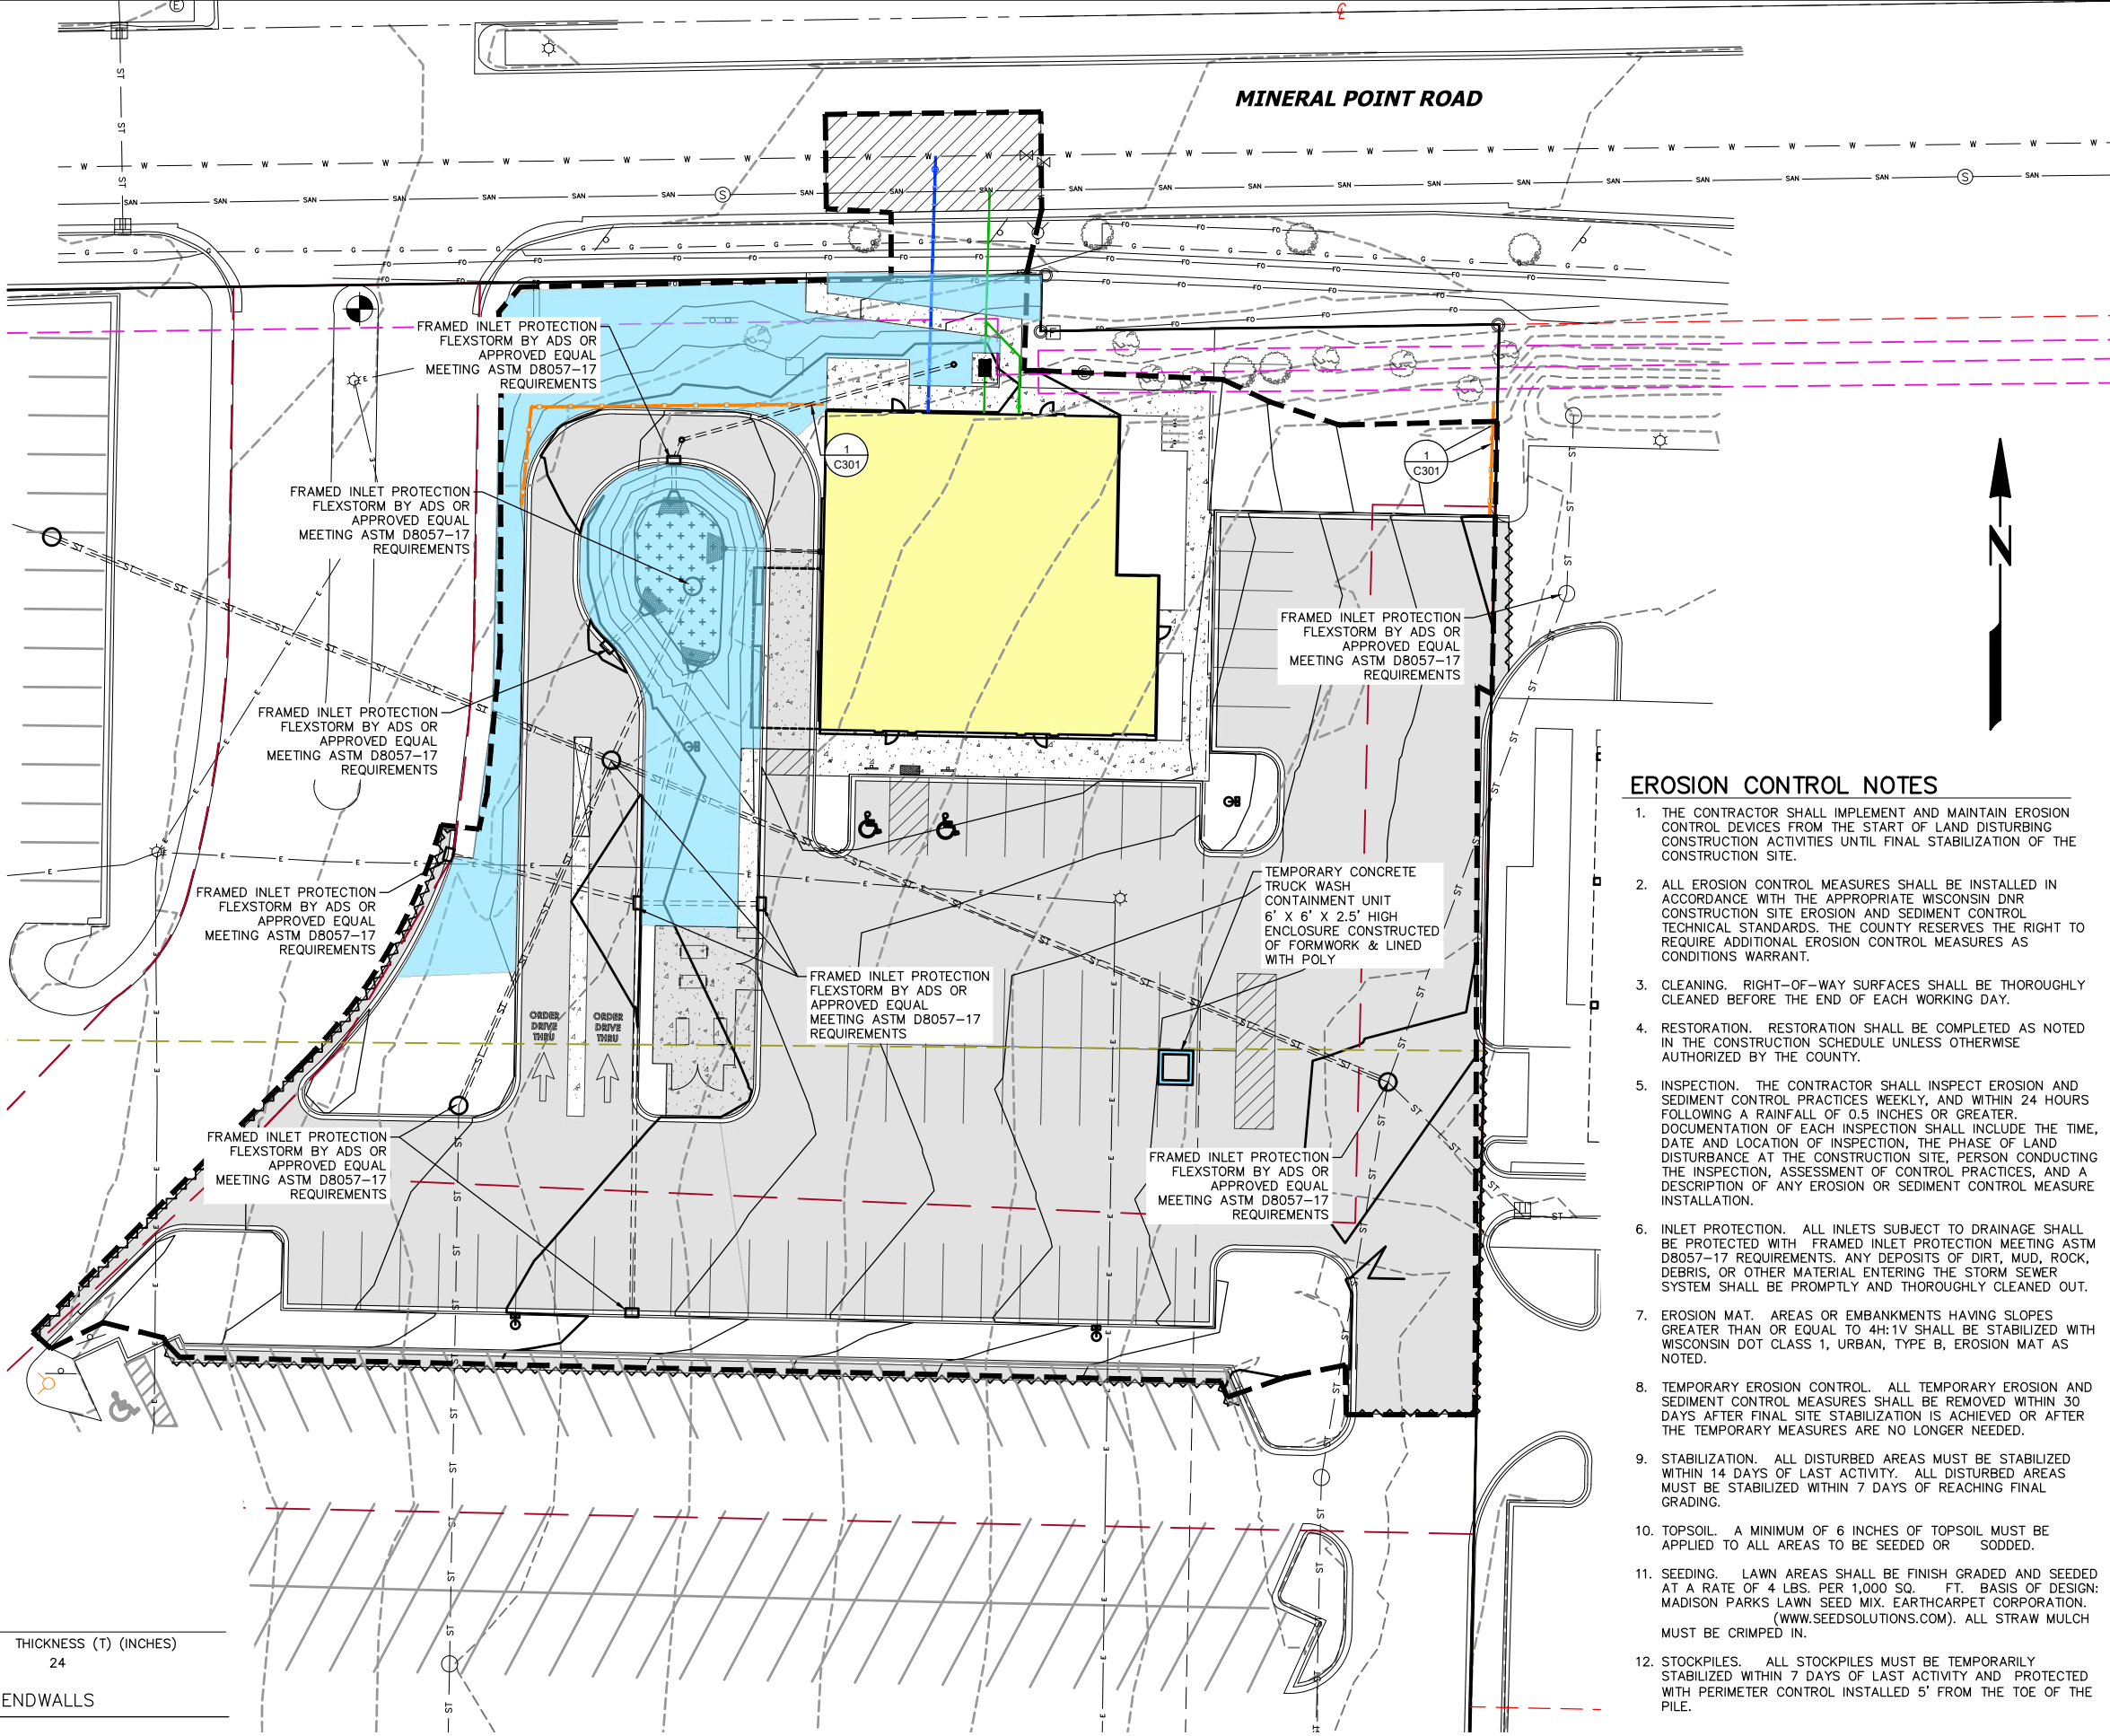 MINERAL POINT ROAD
FRAMED INLET PROTECTION
FLEXSTORM BY ADS OR
APPROVED EQUAL
MEETING ASTM D8057–17
REQUIREMENTS
1
C301
1
C301
FRAMED INLET PROTECTION
FLEXSTORM BY ADS OR
APPROVED EQUAL
MEETING ASTM D8057–17
REQUIREMENTS
N
FRAMED INLET PROTECTION
FLEXSTORM BY ADS OR
APPROVED EQUAL
MEETING ASTM D8057–17
REQUIREMENTS
FRAMED INLET PROTECTION
FLEXSTORM BY ADS OR
APPROVED EQUAL
MEETING ASTM D8057–17
REQUIREMENTS
FRAMED INLET PROTECTION
FLEXSTORM BY ADS OR
APPROVED EQUAL
MEETING ASTM D8057–17
REQUIREMENTS
TEMPORARY CONCRETE
TRUCK WASH
CONTAINMENT UNIT
6' X 6' X 2.5' HIGH
ENCLOSURE CONSTRUCTED
OF FORMWORK & LINED
WITH POLY
FRAMED INLET PROTECTION
FLEXSTORM BY ADS OR
APPROVED EQUAL
MEETING ASTM D8057–17
REQUIREMENTS
ORDER
DRIVE
THRU
ORDER
DRIVE
THRU
FRAMED INLET PROTECTION
FLEXSTORM BY ADS OR
APPROVED EQUAL
MEETING ASTM D8057–17
REQUIREMENTS
FRAMED INLET PROTECTION
FLEXSTORM BY ADS OR
APPROVED EQUAL
MEETING ASTM D8057–17
REQUIREMENTS
THICKNESS (T) (INCHES)
24
ENDWALLS
EROSION CONTROL NOTES
1. THE CONTRACTOR SHALL IMPLEMENT AND MAINTAIN EROSION
CONTROL DEVICES FROM THE START OF LAND DISTURBING
CONSTRUCTION ACTIVITIES UNTIL FINAL STABILIZATION OF THE
CONSTRUCTION SITE.
2. ALL EROSION CONTROL MEASURES SHALL BE INSTALLED IN
ACCORDANCE WITH THE APPROPRIATE WISCONSIN DNR
CONSTRUCTION SITE EROSION AND SEDIMENT CONTROL
TECHNICAL STANDARDS. THE COUNTY RESERVES THE RIGHT TO
REQUIRE ADDITIONAL EROSION CONTROL MEASURES AS
CONDITIONS WARRANT.
3. CLEANING. RIGHT–OF–WAY SURFACES SHALL BE THOROUGHLY
CLEANED BEFORE THE END OF EACH WORKING DAY.
4. RESTORATION. RESTORATION SHALL BE COMPLETED AS NOTED
IN THE CONSTRUCTION SCHEDULE UNLESS OTHERWISE
AUTHORIZED BY THE COUNTY.
5. INSPECTION. THE CONTRACTOR SHALL INSPECT EROSION AND
SEDIMENT CONTROL PRACTICES WEEKLY, AND WITHIN 24 HOURS
FOLLOWING A RAINFALL OF 0.5 INCHES OR GREATER.
DOCUMENTATION OF EACH INSPECTION SHALL INCLUDE THE TIME,
DATE AND LOCATION OF INSPECTION, THE PHASE OF LAND
DISTURBANCE AT THE CONSTRUCTION SITE, PERSON CONDUCTING
THE INSPECTION, ASSESSMENT OF CONTROL PRACTICES, AND A
DESCRIPTION OF ANY EROSION OR SEDIMENT CONTROL MEASURE
INSTALLATION.
6. INLET PROTECTION. ALL INLETS SUBJECT TO DRAINAGE SHALL
BE PROTECTED WITH FRAMED INLET PROTECTION MEETING ASTM
D8057–17 REQUIREMENTS. ANY DEPOSITS OF DIRT, MUD, ROCK,
DEBRIS, OR OTHER MATERIAL ENTERING THE STORM SEWER
SYSTEM SHALL BE PROMPTLY AND THOROUGHLY CLEANED OUT.
7. EROSION MAT. AREAS OR EMBANKMENTS HAVING SLOPES
GREATER THAN OR EQUAL TO 4H:1V SHALL BE STABILIZED WITH
WISCONSIN DOT CLASS 1, URBAN, TYPE B, EROSION MAT AS
NOTED.
8. TEMPORARY EROSION CONTROL. ALL TEMPORARY EROSION AND
SEDIMENT CONTROL MEASURES SHALL BE REMOVED WITHIN 30
DAYS AFTER FINAL SITE STABILIZATION IS ACHIEVED OR AFTER
THE TEMPORARY MEASURES ARE NO LONGER NEEDED.
9. STABILIZATION. ALL DISTURBED AREAS MUST BE STABILIZED
WITHIN 14 DAYS OF LAST ACTIVITY. ALL DISTURBED AREAS
MUST BE STABILIZED WITHIN 7 DAYS OF REACHING FINAL
GRADING.
10. TOPSOIL. A MINIMUM OF 6 INCHES OF TOPSOIL MUST BE
APPLIED TO ALL AREAS TO BE SEEDED OR SODDED.
11. SEEDING. LAWN AREAS SHALL BE FINISH GRADED AND SEEDED
AT A RATE OF 4 LBS. PER 1,000 SQ. FT. BASIS OF DESIGN:
MADISON PARKS LAWN SEED MIX. EARTHCARPET CORPORATION.
(WWW.SEEDSOLUTIONS.COM). ALL STRAW MULCH
MUST BE CRIMPED IN.
12. STOCKPILES. ALL STOCKPILES MUST BE TEMPORARILY
STABILIZED WITHIN 7 DAYS OF LAST ACTIVITY AND PROTECTED
WITH PERIMETER CONTROL INSTALLED 5' FROM THE TOE OF THE
PILE.